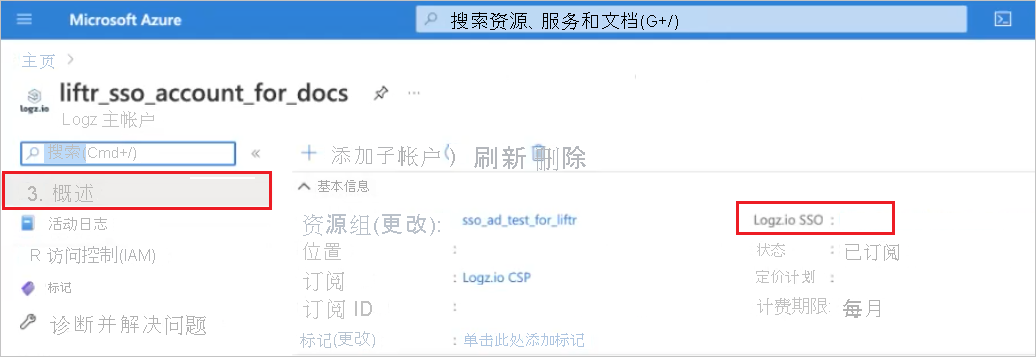 Microsoft Azure
搜索资源、服务和文档(G+/)
主页 >
liftr_sso_account_for_docs ...
logz.io
Logz 主帐户
搜索(Cmd+/) «
添加子帐户 刷新 删除
3. 概述
基本信息
活动日志
R 访问控制(IAM)
标记
诊断并解决问题
资源组(更改): sso_ad_test_for_liftr
位置 :
订阅 : Logz.io CSP
订阅 ID :
标记(更改) : 单击此处添加标记
Logz.io SSO :
状态 : 已订阅
定价计划 :
计费期限: 每月